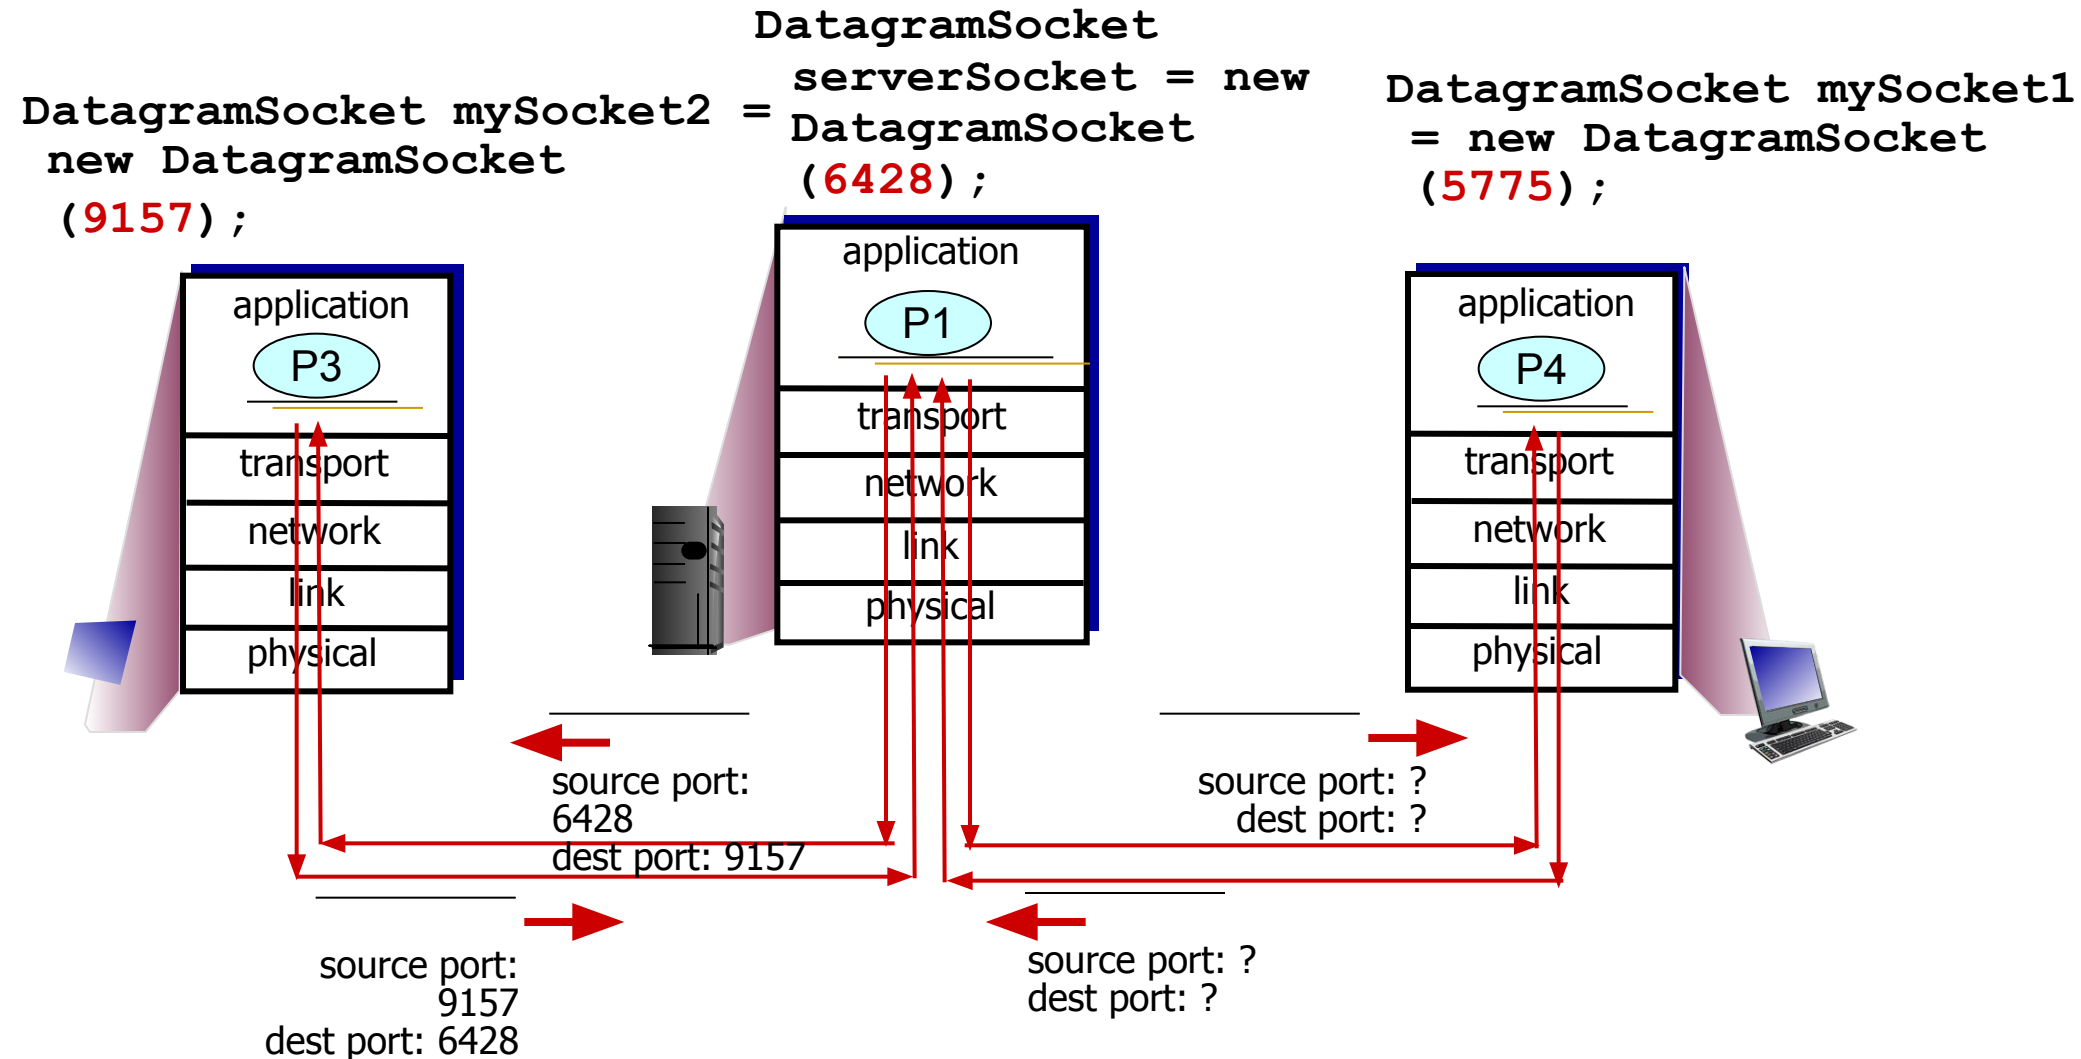 DatagramSocket mySocket2 =
new DatagramSocket
(9157);
DatagramSocket
serverSocket = new
DatagramSocket
(6428);
DatagramSocket mySocket1
= new DatagramSocket
(5775);
application
P3
transport
network
link
physical
application
P1
transport
network
link
physical
application
P4
transport
network
link
physical
source port:
6428
dest port: 9157
source port: ?
dest port: ?
source port:
9157
dest port: 6428
source port: ?
dest port: ?